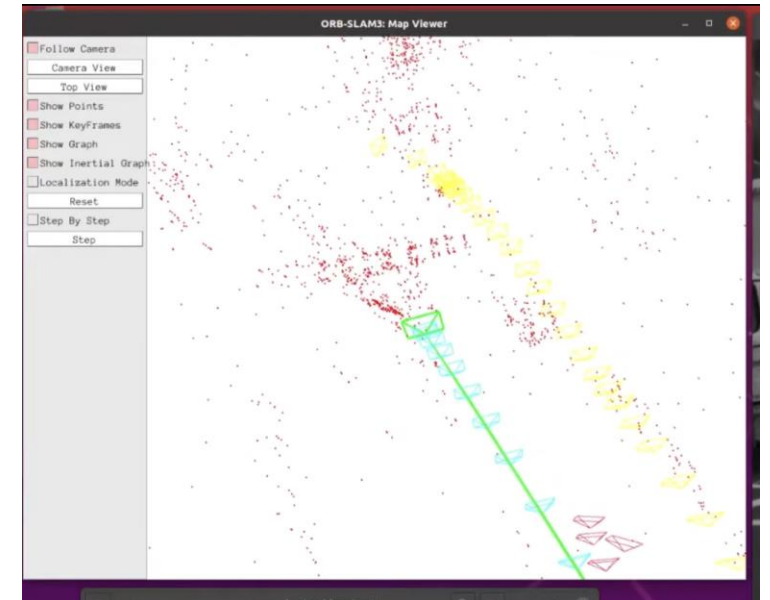 ORB-SLAM3: Map Viewer
Follow Camera
Camera View
Top View
Show Points
Show KeyFrames
Show Graph
Show Inertial Graph
Localization Mode
Reset
Step By Step
Step